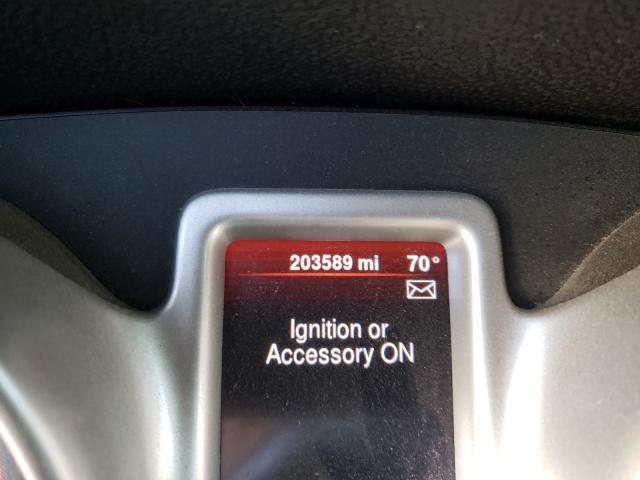 203589 mi 70°
Ignition or
Accessory ON